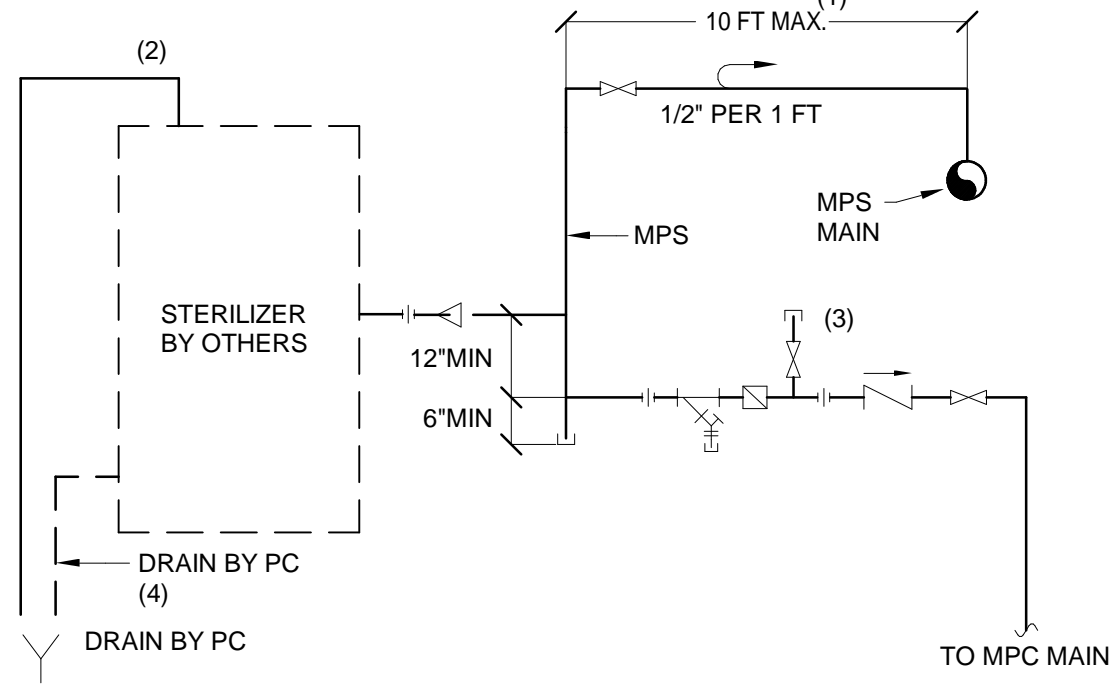 (1)
10 FT MAX.
(2)
1/2" PER 1 FT
MPS
MAIN
MPS
STERILIZER
BY OTHERS
(3)
12"MIN
6"MIN
DRAIN BY PC
(4)
DRAIN BY PC
TO MPC MAIN